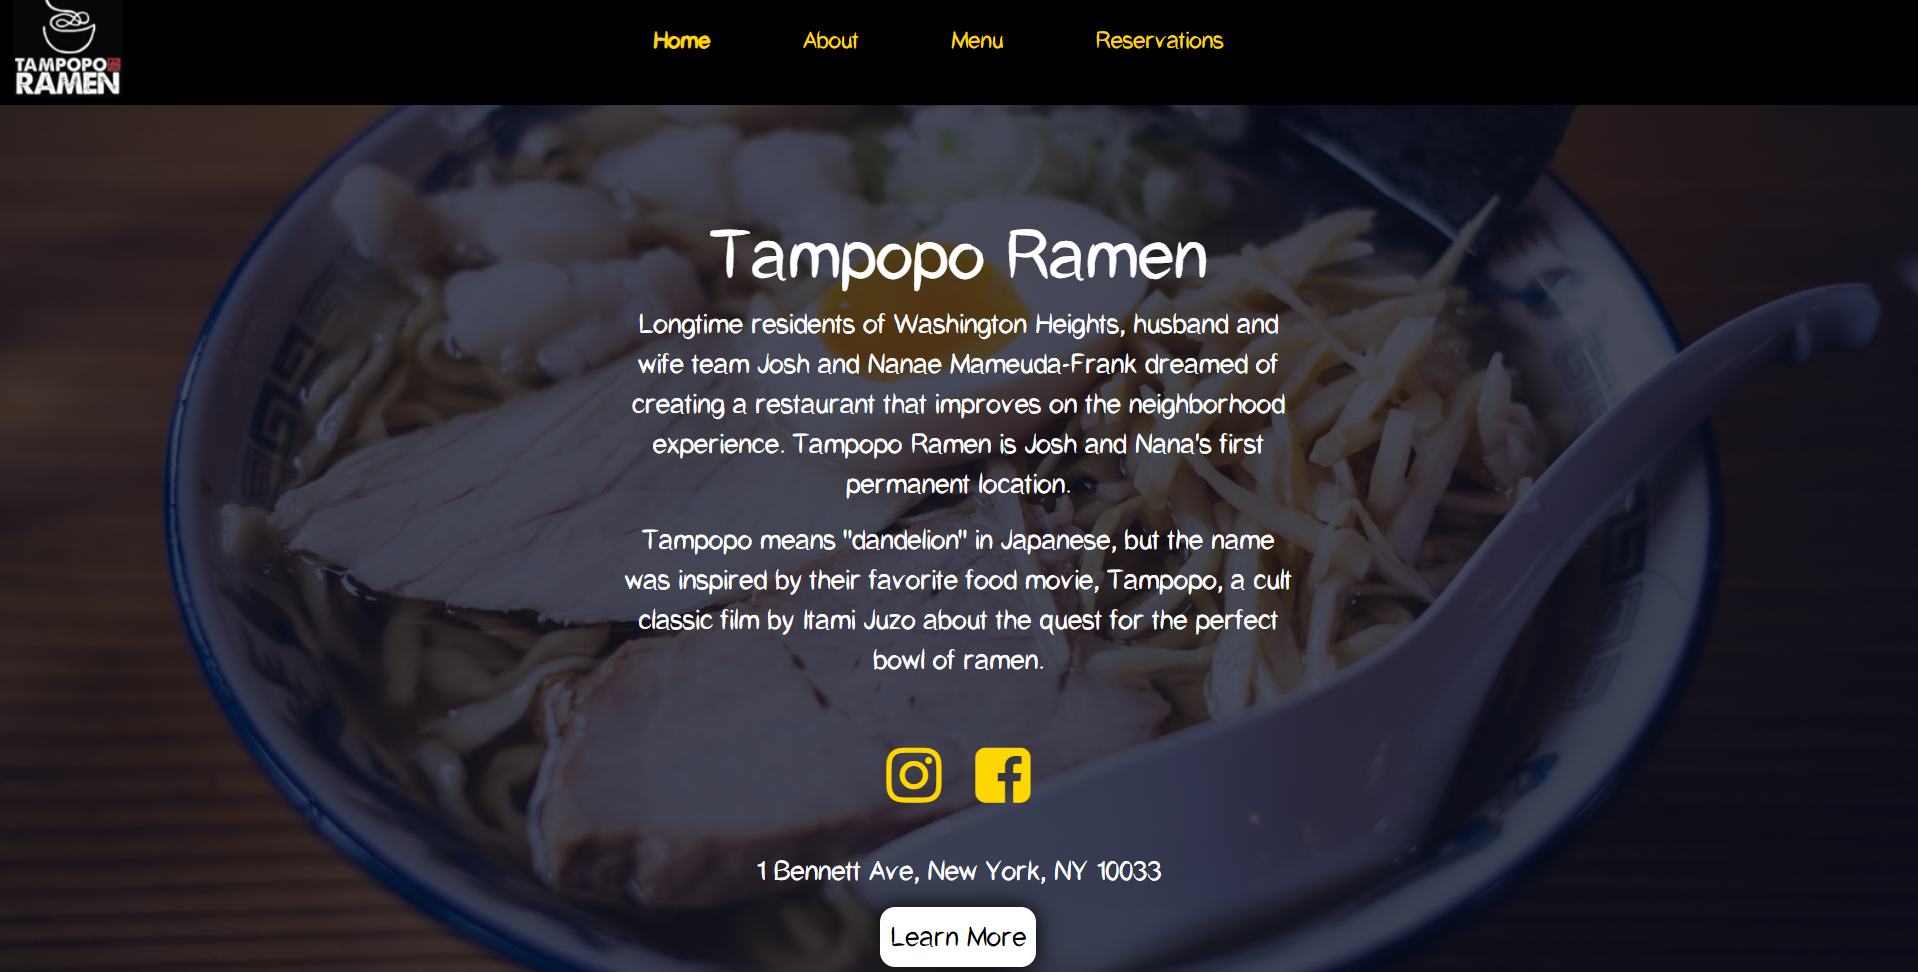 TAMPOPO
RAMEN
Home About Menu Reservations
Tampopo Ramen
Longtime residents of Washington Heights, husband and
wife team Josh and Nanae Mameuda-Frank dreamed of
creating a restaurant that improves on the neighborhood
experience. Tampopo Ramen is Josh and Nana's first
permanent location.
Tampopo means "dandelion" in Japanese, but the name
was inspired by their favorite food movie, Tampopo, a cult
classic film by Itami Juzo about the quest for the perfect
bowl of ramen.
1 Bennett Ave, New York, NY 10033
Learn More